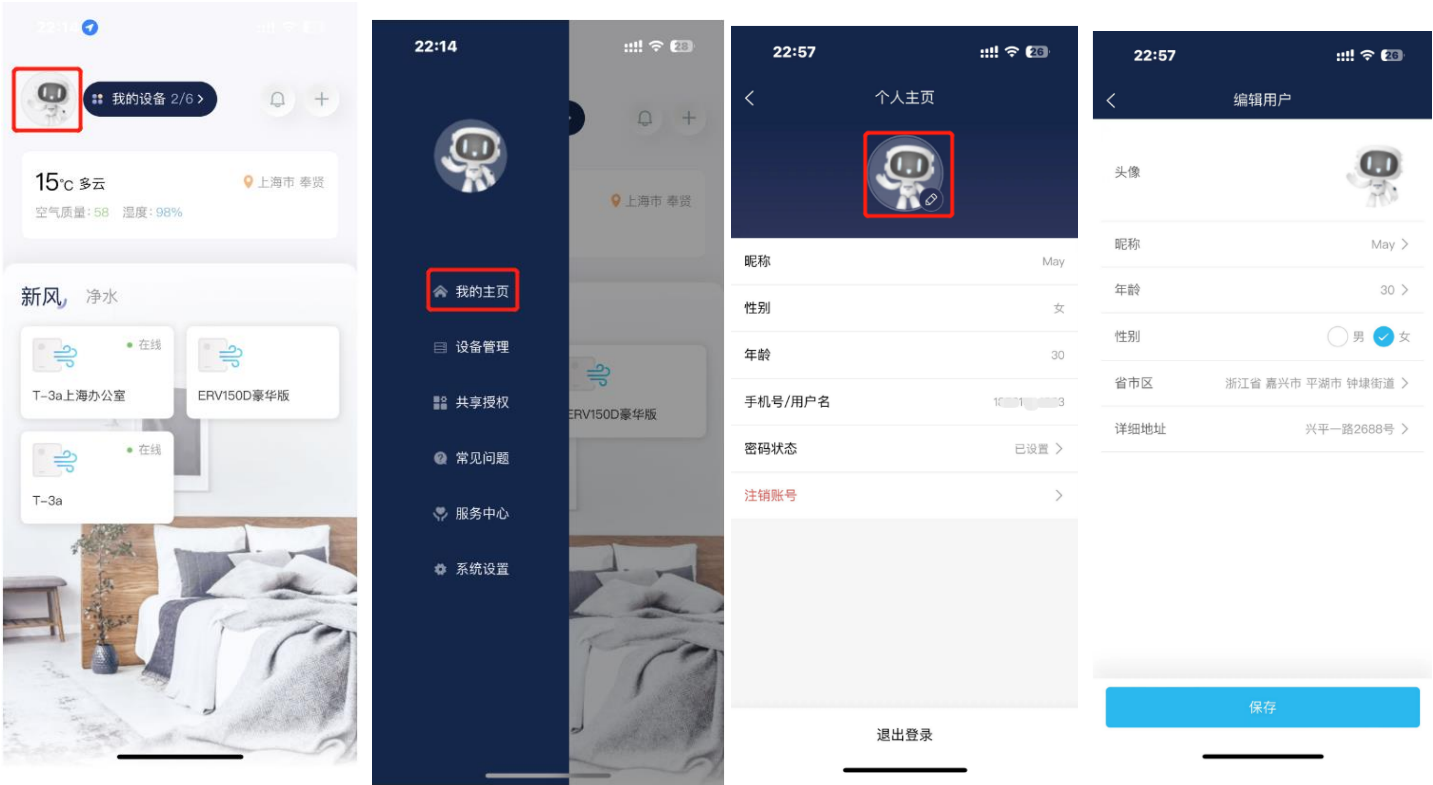 我的设备 2/6 >
15°C 多云
上海市 奉贤
空气质量: 58 湿度: 98%
新风 净水
在线
T-3a上海办公室
ERV150D豪华版
在线
T-3a
22:14
28
上海市 奉贤
我的主页
设备管理
共享授权
ERV150D豪华版
常见问题
服务中心
系统设置
22:57
26
个人主页
昵称 May
性别 女
年龄 30
手机号/用户名
密码状态 已设置 >
注销账号 >
退出登录
22:57
26
编辑用户
头像
昵称 May >
年龄 30 >
性别 男 女
省市区 浙江省 嘉兴市 平湖市 钟埭街道 >
详细地址 兴平一路2688号 >
保存